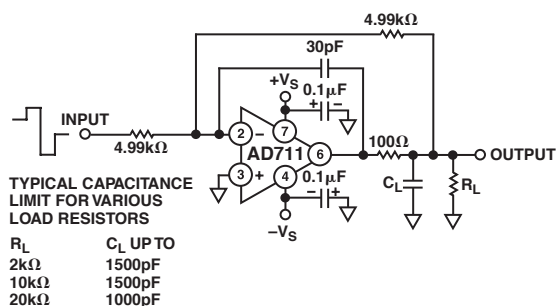 4.99kΩ
30pF
+VS
0.1µF
+ –
INPUT
4.99kΩ
2 –
7
AD711
6
3 +
4
100Ω
OUTPUT
0.1µF
– +
CL
RL
–VS
TYPICAL CAPACITANCE
LIMIT FOR VARIOUS
LOAD RESISTORS
RL CL UP TO
2kΩ 1500pF
10kΩ 1500pF
20kΩ 1000pF